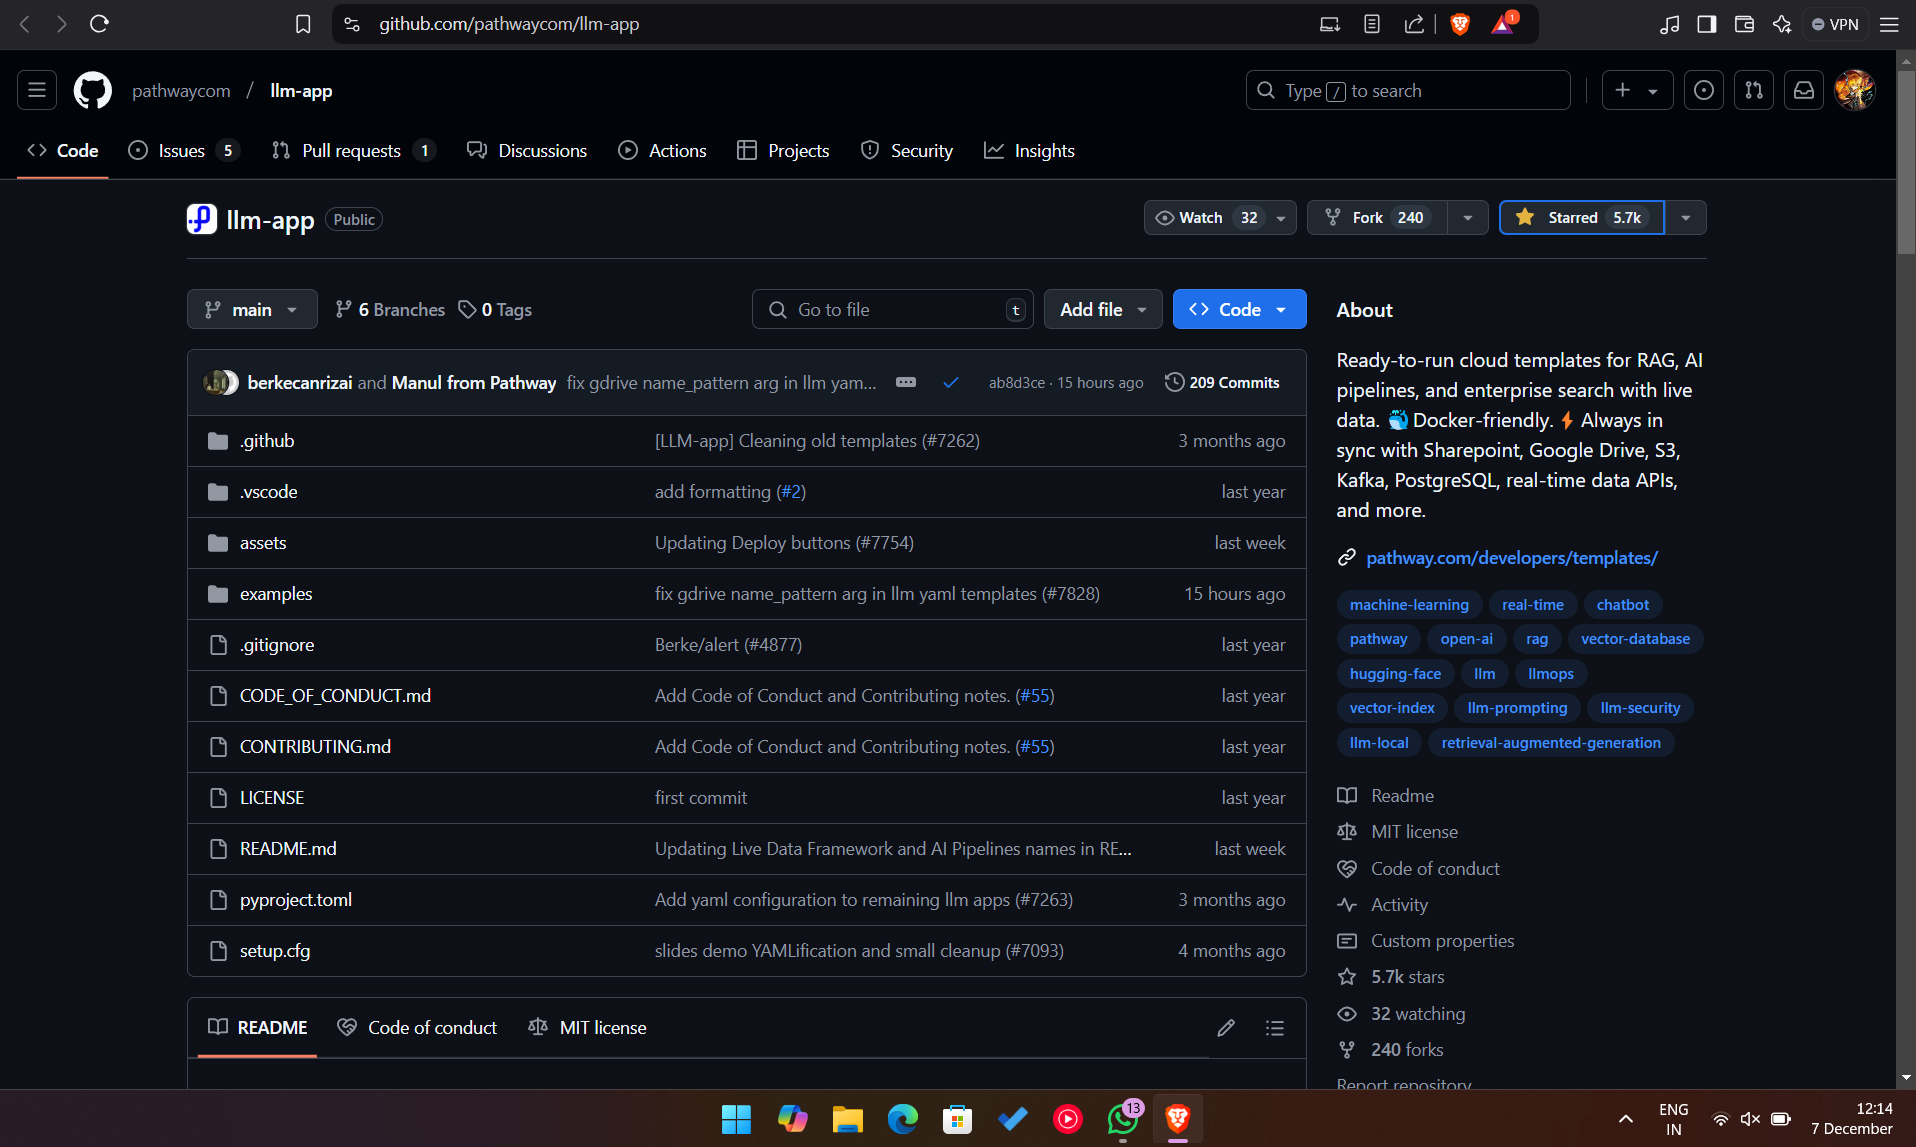 github.com/pathwaycom/llm-app
1
VPN
pathwaycom / llm-app
Type / to search
Code
Issues 5
Pull requests 1
Discussions
Actions
Projects
Security
Insights
llm-app Public
Watch 32
Fork 240
Starred 5.7k
main
6 Branches
0 Tags
Go to file t
Add file
Code
berkecanrizai and Manul from Pathway fix gdrive name_pattern arg in llm yam... ab8d3ce · 15 hours ago 209 Commits
.github [LLM-app] Cleaning old templates (#7262) 3 months ago
.vscode add formatting (#2) last year
assets Updating Deploy buttons (#7754) last week
examples fix gdrive name_pattern arg in llm yaml templates (#7828) 15 hours ago
.gitignore Berke/alert (#4877) last year
CODE_OF_CONDUCT.md Add Code of Conduct and Contributing notes. (#55) last year
CONTRIBUTING.md Add Code of Conduct and Contributing notes. (#55) last year
LICENSE first commit last year
README.md Updating Live Data Framework and AI Pipelines names in RE... last week
pyproject.toml Add yaml configuration to remaining llm apps (#7263) 3 months ago
setup.cfg slides demo YAMLification and small cleanup (#7093) 4 months ago
README
Code of conduct
MIT license
About
Ready-to-run cloud templates for RAG, AI
pipelines, and enterprise search with live
data. 🐳 Docker-friendly. ⚡ Always in
sync with Sharepoint, Google Drive, S3,
Kafka, PostgreSQL, real-time data APIs,
and more.
pathway.com/developers/templates/
machine-learning real-time chatbot
pathway open-ai rag vector-database
hugging-face llm llmops
vector-index llm-prompting llm-security
llm-local retrieval-augmented-generation
Readme
MIT license
Code of conduct
Activity
Custom properties
5.7k stars
32 watching
240 forks
Report repository
13
ENG
IN
12:14
7 December